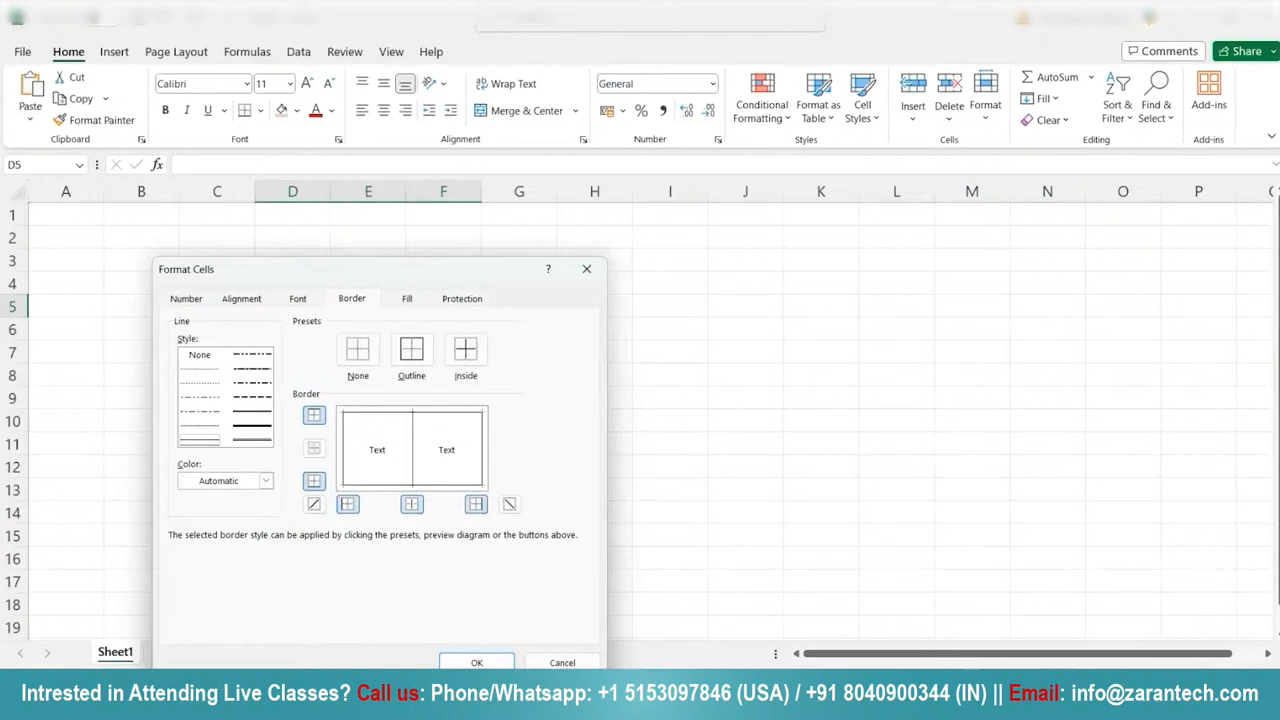 File Home Insert Page Layout Formulas Data Review View Help Comments Share
Paste Cut Copy Format Painter Clipboard
Calibri 11 B I U A Font
Wrap Text Merge & Center Alignment
General % , Number
Conditional Formatting Format as Table Cell Styles Styles
Insert Delete Format Cells
AutoSum Fill Clear Sort & Filter Find & Select Editing
Add-ins Add-ins
D5 fx
A B C D E F G H I J K L M N O P
1
2
3
4
5
6
7
8
9
10
11
12
13
14
15
16
17
18
19
Format Cells ?
Number Alignment Font Border Fill Protection
Line Presets
Style:
None
None Outline Inside
Border
Text Text
Color:
Automatic
The selected border style can be applied by clicking the presets, preview diagram or the buttons above.
OK Cancel
Sheet1
Intrested in Attending Live Classes? Call us: Phone/Whatsapp: +1 5153097846 (USA) / +91 8040900344 (IN) || Email: info@zarantech.com